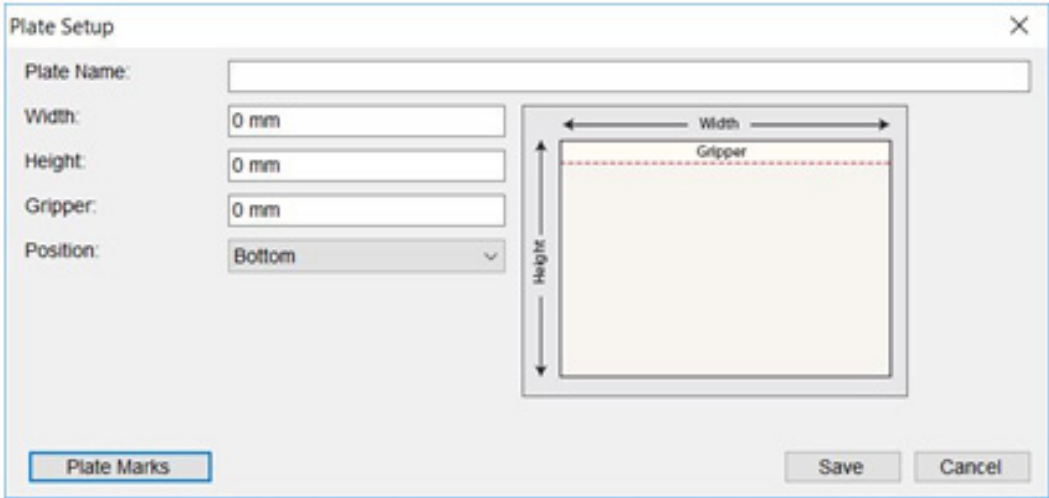 Plate Setup
Plate Name:
Width:
0 mm
Height:
0 mm
Gripper:
0 mm
Position:
Bottom
Width
Gripper
Height
Plate Marks
Save
Cancel